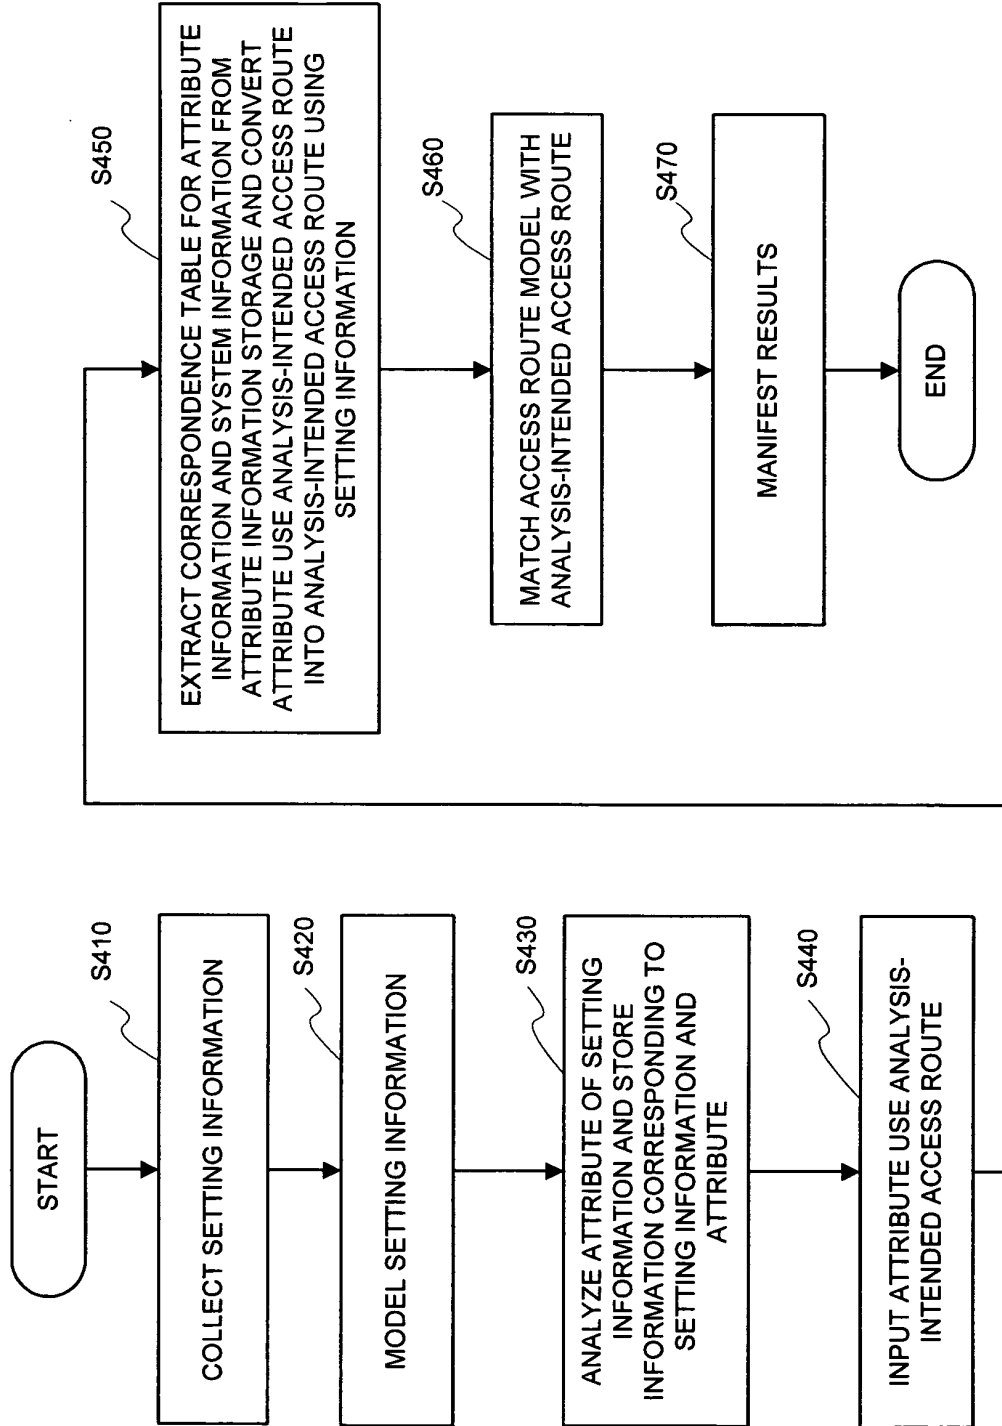 START
S410
COLLECT SETTING INFORMATION
S420
MODEL SETTING INFORMATION
S430
ANALYZE ATTRIBUTE OF SETTING
INFORMATION AND STORE
INFORMATION CORRESPONDING TO
SETTING INFORMATION AND
ATTRIBUTE
S440
INPUT ATTRIBUTE USE ANALYSIS-
INTENDED ACCESS ROUTE
S450
EXTRACT CORRESPONDENCE TABLE FOR ATTRIBUTE
INFORMATION AND SYSTEM INFORMATION FROM
ATTRIBUTE INFORMATION STORAGE AND CONVERT
ATTRIBUTE USE ANALYSIS-INTENDED ACCESS ROUTE
INTO ANALYSIS-INTENDED ACCESS ROUTE USING
SETTING INFORMATION
S460
MATCH ACCESS ROUTE MODEL WITH
ANALYSIS-INTENDED ACCESS ROUTE
S470
MANIFEST RESULTS
END